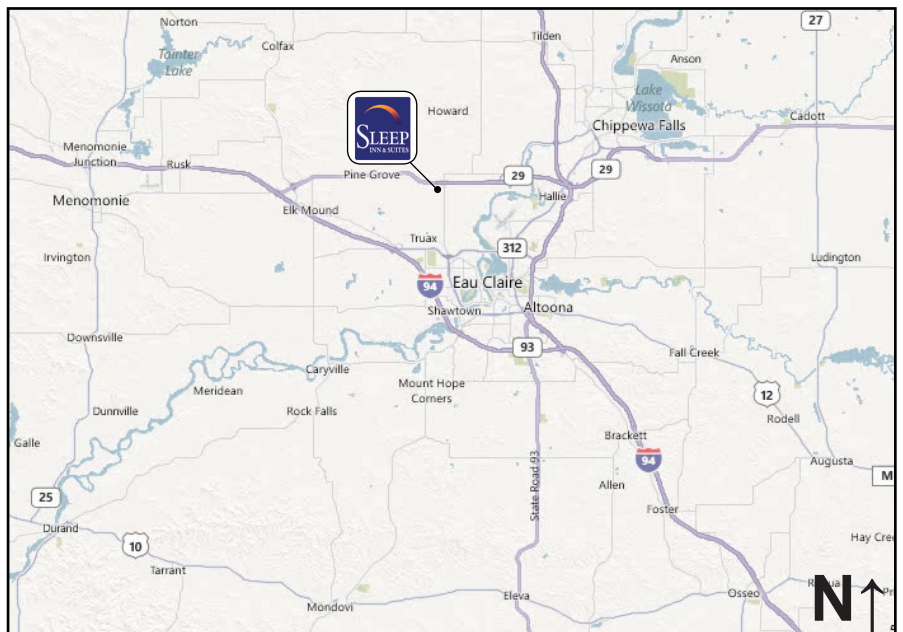 Norton
27
Colfax
Tilden
Tainter
Lake
Anson
Lake
Wissota
Howard
SLEEP
INN & SUITES
Cadott
Chippewa Falls
Menomonie
Junction
Rusk
Pine Grove
29
29
Hallie
Menomonie
Elk Mound
Truax
312
Irvington
Ludington
94
Eau Claire
Shawtown
Altoona
Downsville
93
Fall Creek
Caryville
Meridean
Mount Hope
Corners
12
Dunnville
Rock Falls
Rodell
Galle
Brackett
94
Augusta
M
25
Allen
State Road 93
Foster
Durand
10
Hay Cree
Tarrant
Osseo
Eleva
Mondovi
N